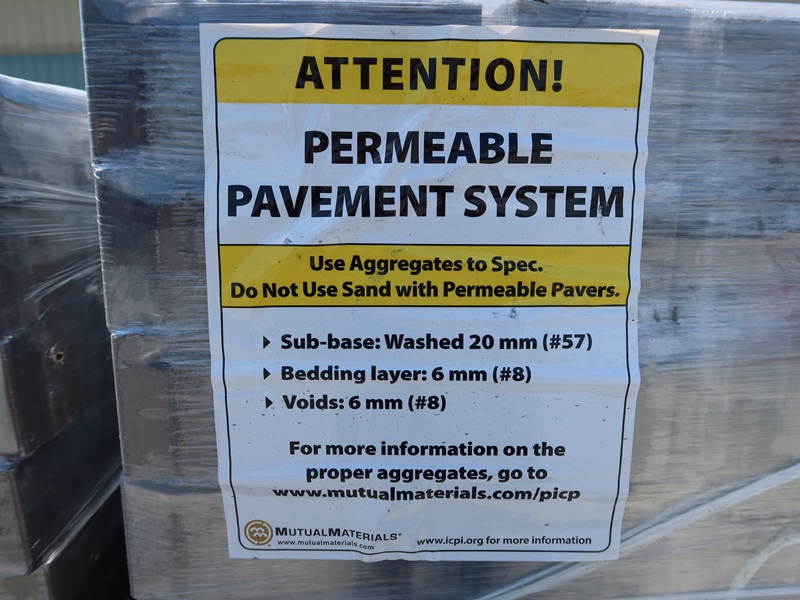 ATTENTION!
PERMEABLE
PAVEMENT SYSTEM
Use Aggregates to Spec.
Do Not Use Sand with Permeable Pavers.
Sub-base: Washed 20 mm (#57)
Bedding layer: 6 mm (#8)
Voids: 6 mm (#8)
For more information on the
proper aggregates, go to
www.mutualmaterials.com/picp
MUTUALMATERIALS®
www.mutualmaterials.com
www.icpi.org for more information